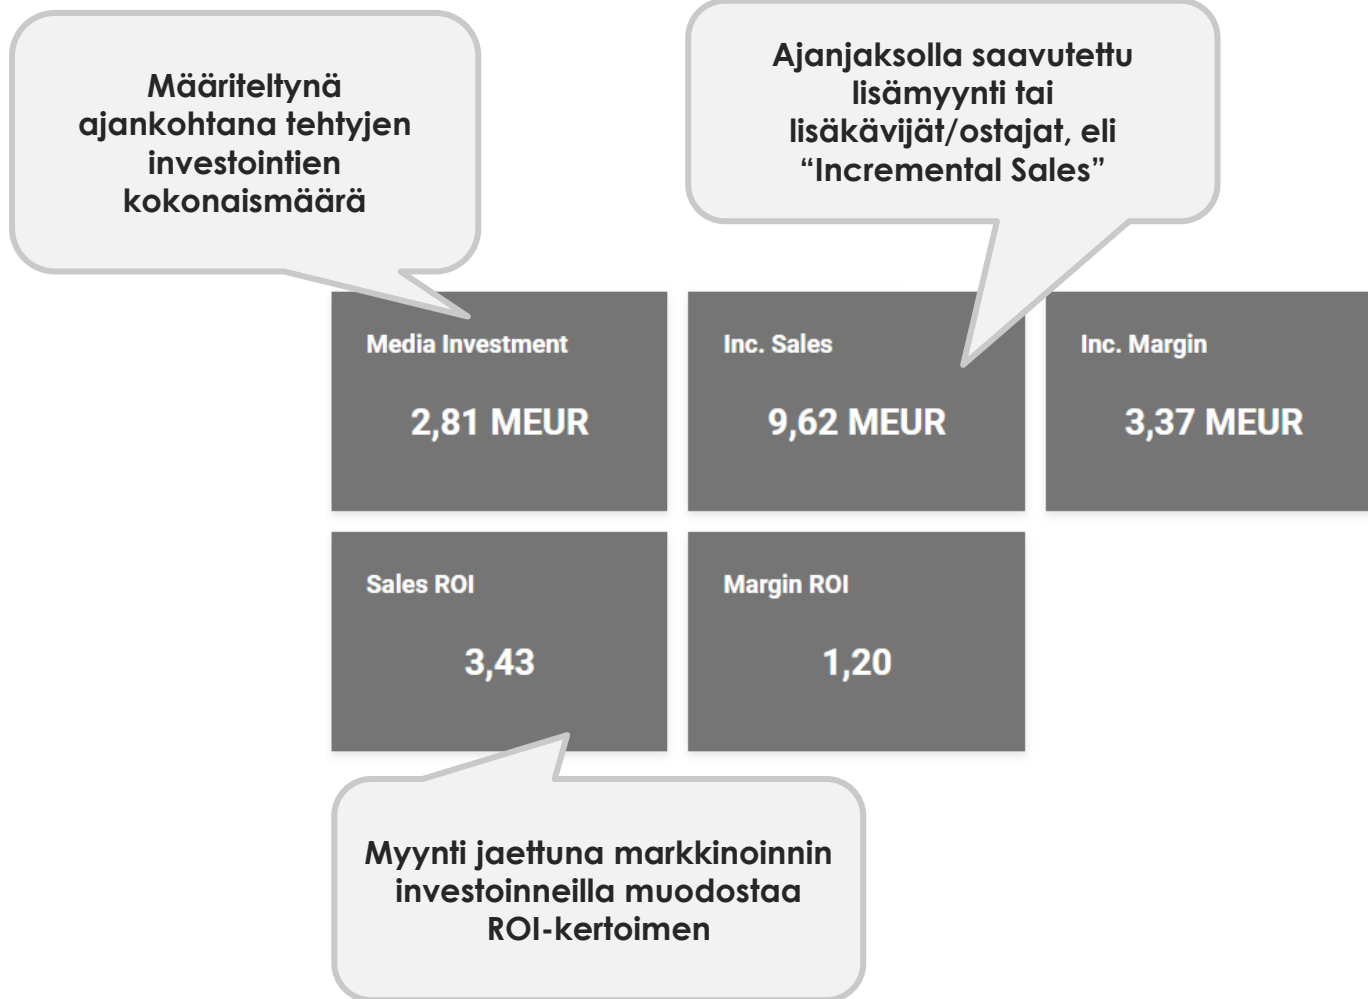 Määriteltynä
ajankohtana tehtyjen
investointien
kokonaismäärä
Ajanjaksolla saavutettu
lisämyynti tai
lisäkävijät/ostajat, eli
“Incremental Sales”
Media Investment
2,81 MEUR
Inc. Sales
9,62 MEUR
Inc. Margin
3,37 MEUR
Sales ROI
3,43
Margin ROI
1,20
Myynti jaettuna markkinoinnin
investoinneilla muodostaa
ROI-kertoimen